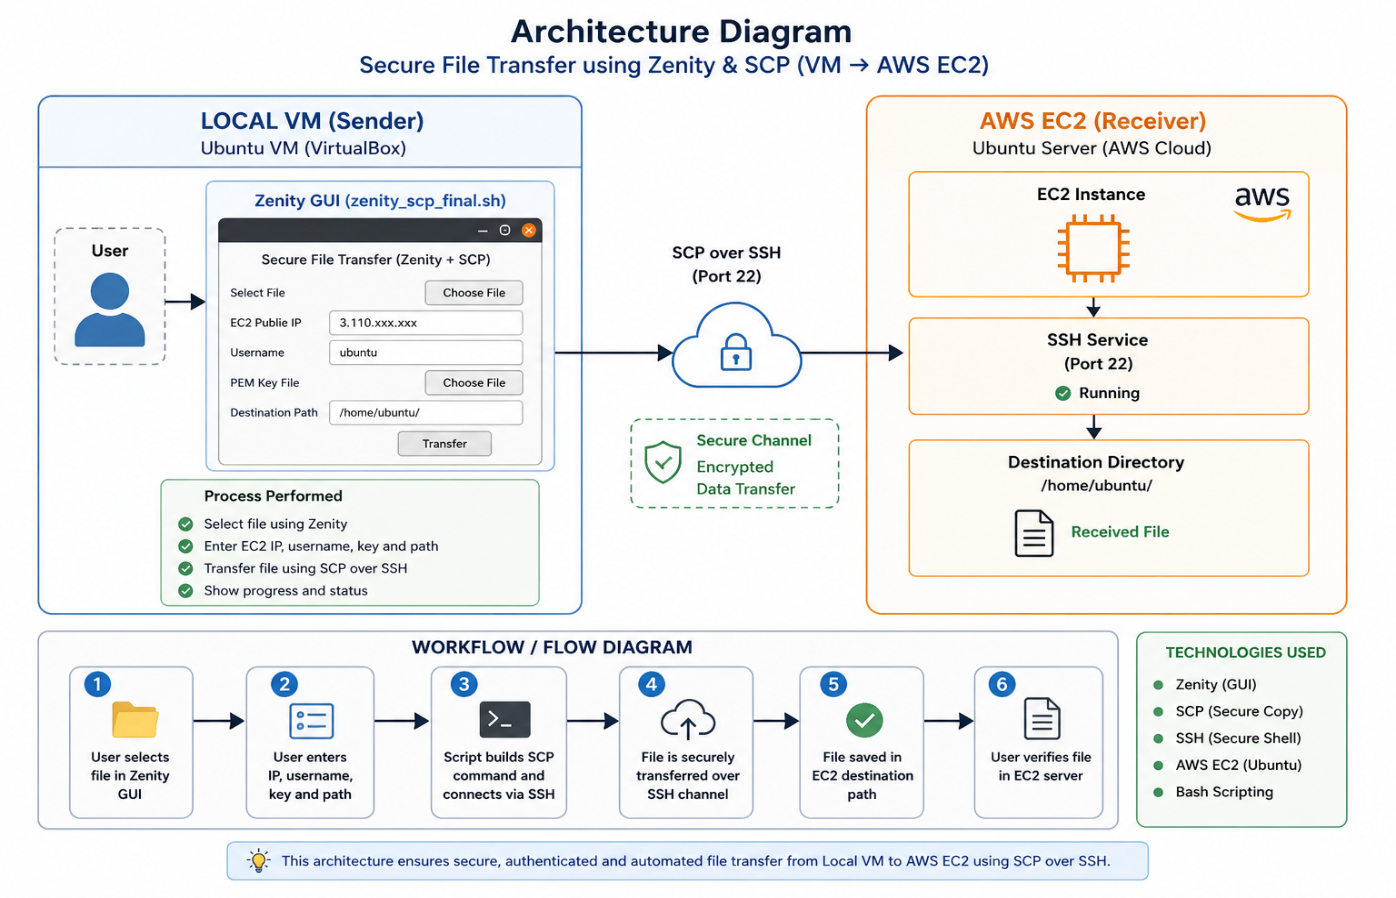 Architecture Diagram
Secure File Transfer using Zenity & SCP (VM → AWS EC2)
LOCAL VM (Sender)
Ubuntu VM (VirtualBox)
User
Zenity GUI (zenity_scp_final.sh)
Secure File Transfer (Zenity + SCP)
Select File
Choose File
EC2 Publie IP
3.110.xxx.xxx
Username
ubuntu
PEM Key File
Choose File
Destination Path
/home/ubuntu/
Transfer
Process Performed
Select file using Zenity
Enter EC2 IP, username, key and path
Transfer file using SCP over SSH
Show progress and status
SCP over SSH
(Port 22)
Secure Channel
Encrypted
Data Transfer
AWS EC2 (Receiver)
Ubuntu Server (AWS Cloud)
EC2 Instance
aws
SSH Service
(Port 22)
Running
Destination Directory
/home/ubuntu/
Received File
WORKFLOW / FLOW DIAGRAM
1
User selects
file in Zenity
GUI
2
User enters
IP, username,
key and path
3
Script builds SCP
command and
connects via SSH
4
File is securely
transferred over
SSH channel
5
File saved in
EC2 destination
path
6
User verifies file
in EC2 server
TECHNOLOGIES USED
Zenity (GUI)
SCP (Secure Copy)
SSH (Secure Shell)
AWS EC2 (Ubuntu)
Bash Scripting
This architecture ensures secure, authenticated and automated file transfer from Local VM to AWS EC2 using SCP over SSH.